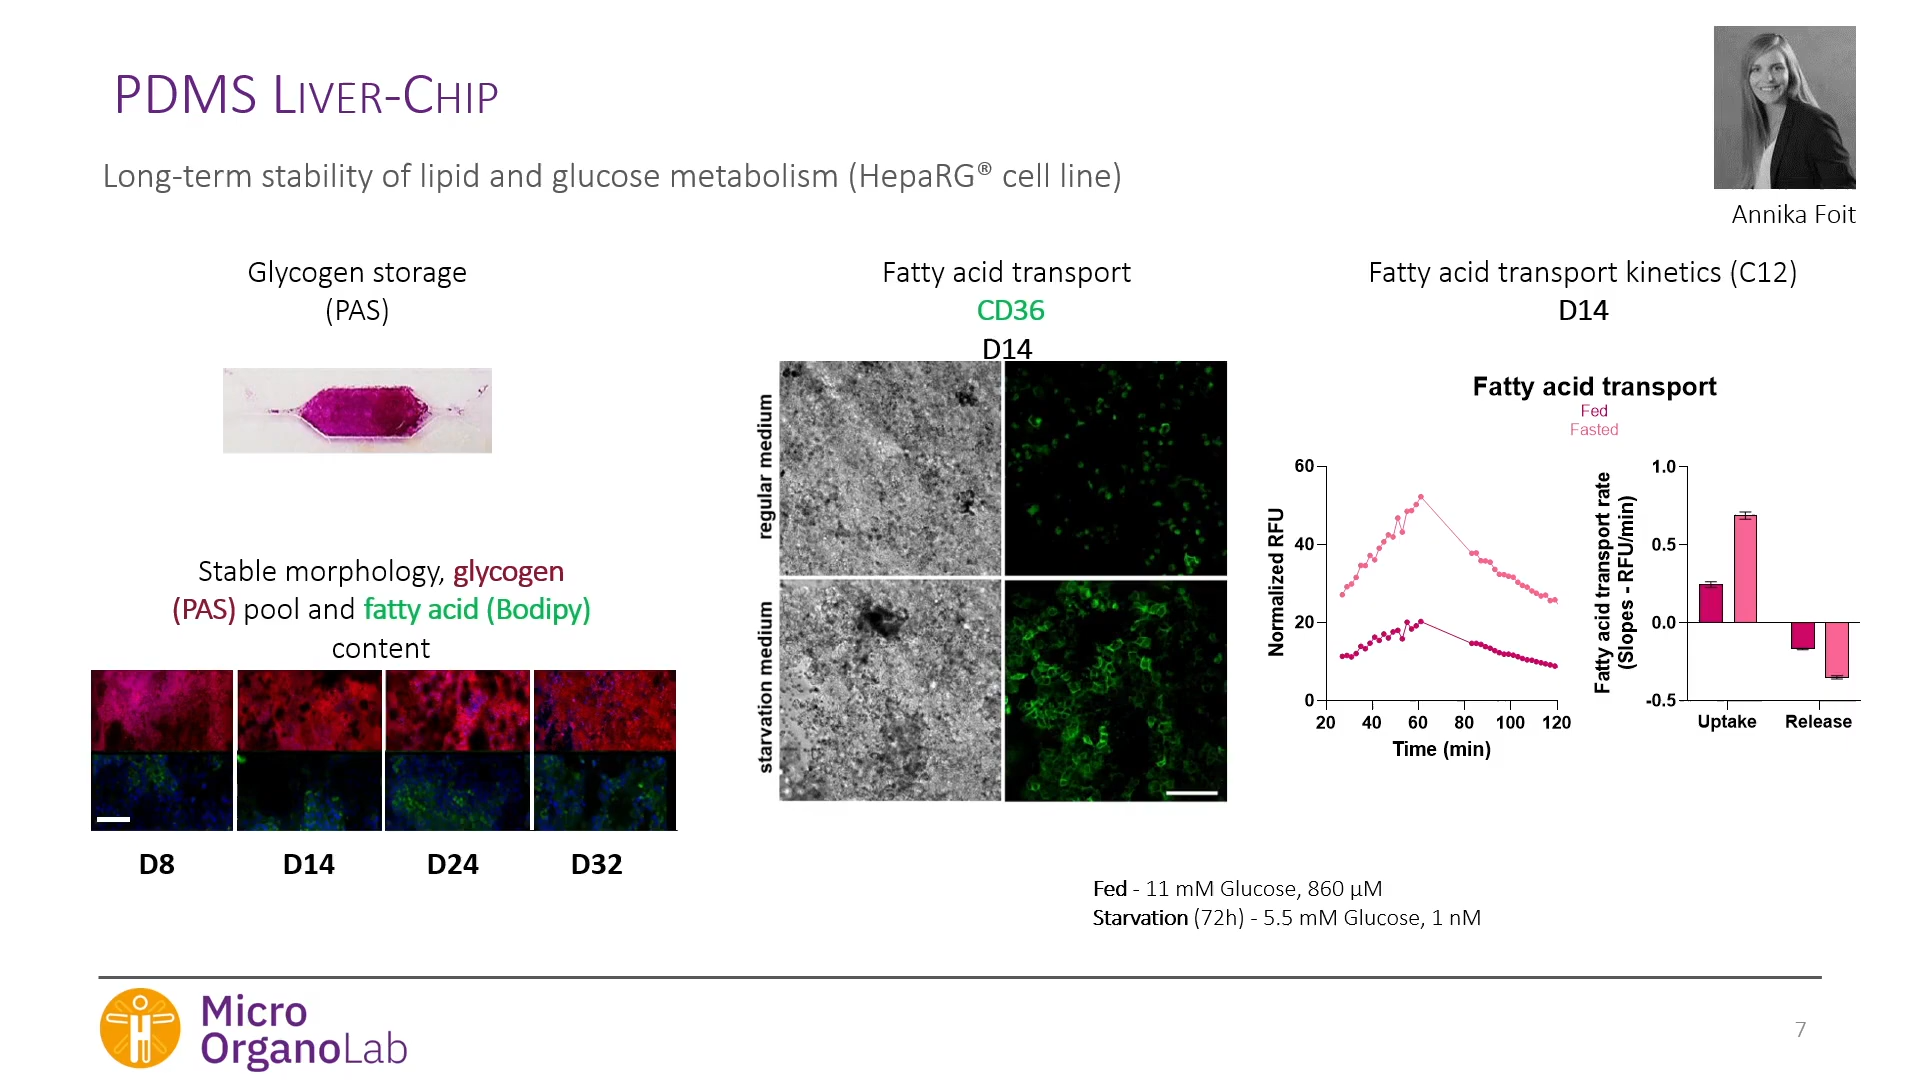 PDMS LIVER-CHIP
Long-term stability of lipid and glucose metabolism (HepaRG® cell line)
Annika Foit
Glycogen storage
(PAS)
Stable morphology, glycogen
(PAS) pool and fatty acid (Bodipy)
content
D8 D14 D24 D32
Fatty acid transport
CD36
D14
regular medium
starvation medium
Fatty acid transport kinetics (C12)
D14
Fatty acid transport
Fed
Fasted
Normalized RFU
60
40
20
0
20 40 60 80 100 120
Time (min)
Fatty acid transport rate
(Slopes - RFU/min)
1.0
0.5
0.0
-0.5
Uptake Release
Fed - 11 mM Glucose, 860 µM
Starvation (72h) - 5.5 mM Glucose, 1 nM
Micro
OrganoLab
7